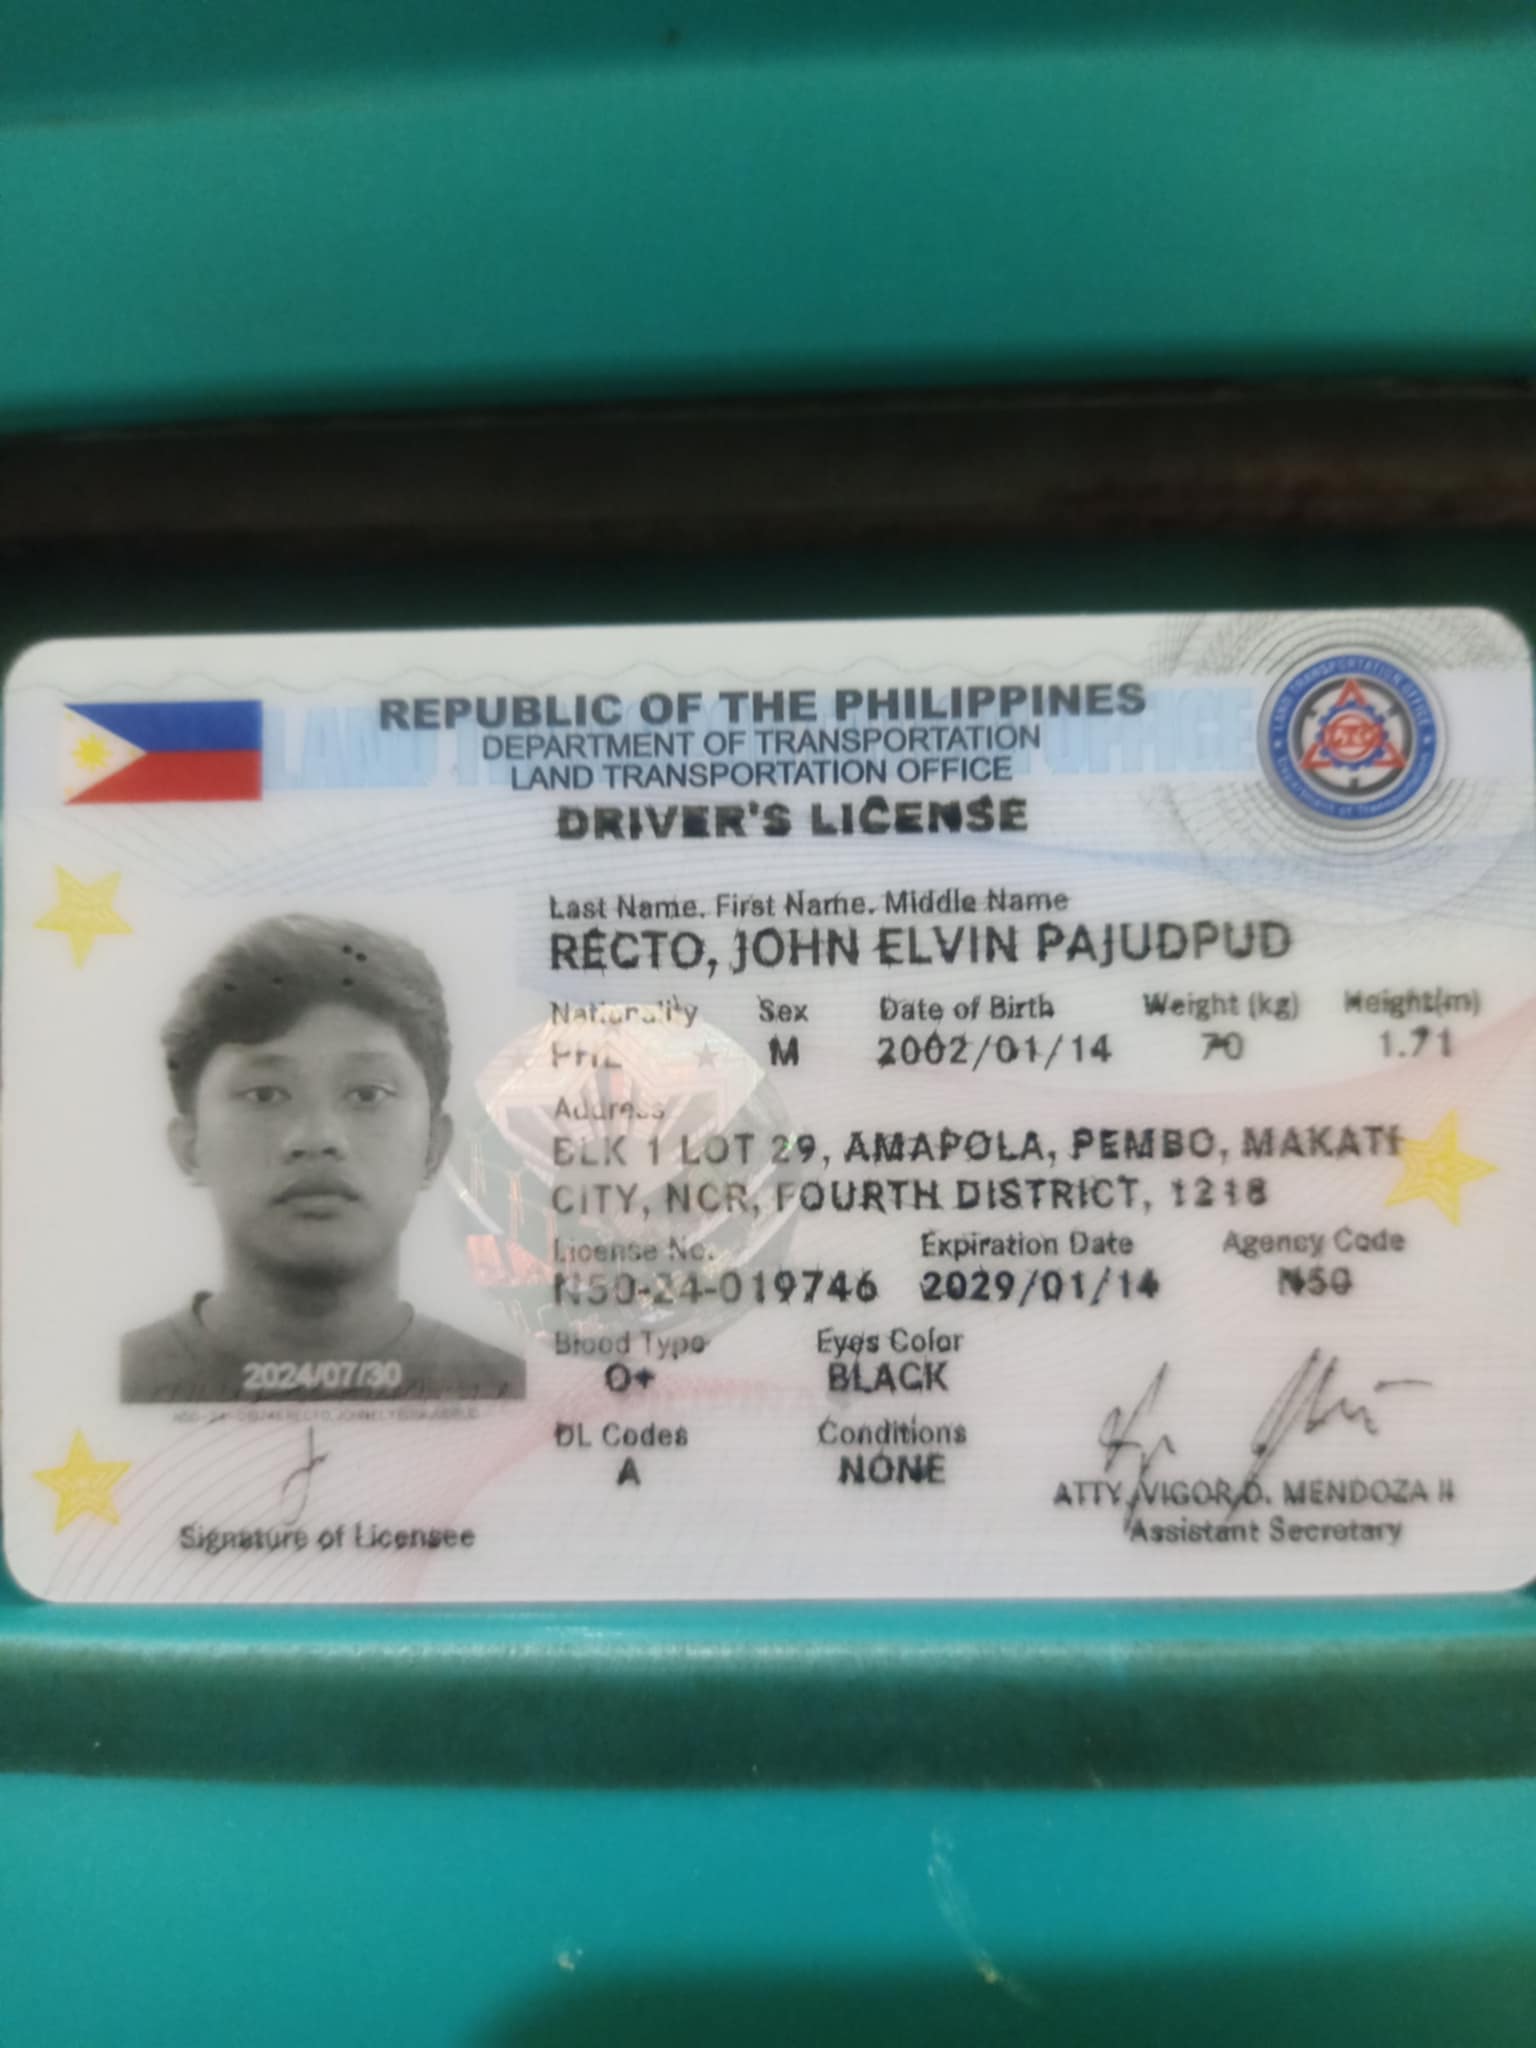 REPUBLIC OF THE PHILIPPINES
DEPARTMENT OF TRANSPORTATION
LAND TRANSPORTATION OFFICE
DRIVER'S LICENSE
Last Name, First Name, Middle Name
RECTO, JOHN ELVIN PAJUDPUD
Nationality Sex Date of Birth Weight (kg) Height(m)
PHL M 2002/01/14 70 1.71
Address
BLK 1 LOT 29, AMAPOLA, PEMBO, MAKATI
CITY, NCR, FOURTH DISTRICT, 1218
License No. Expiration Date Agency Code
N50-24-019746 2029/01/14 N50
Blood Type Eyes Color
O+ BLACK
DL Codes Conditions
A NONE
2024/07/30
Signature of Licensee
ATTY. VIGOR D. MENDOZA II
Assistant Secretary
LAND TRANSPORTATION OFFICE
LTO
Department of Transportation